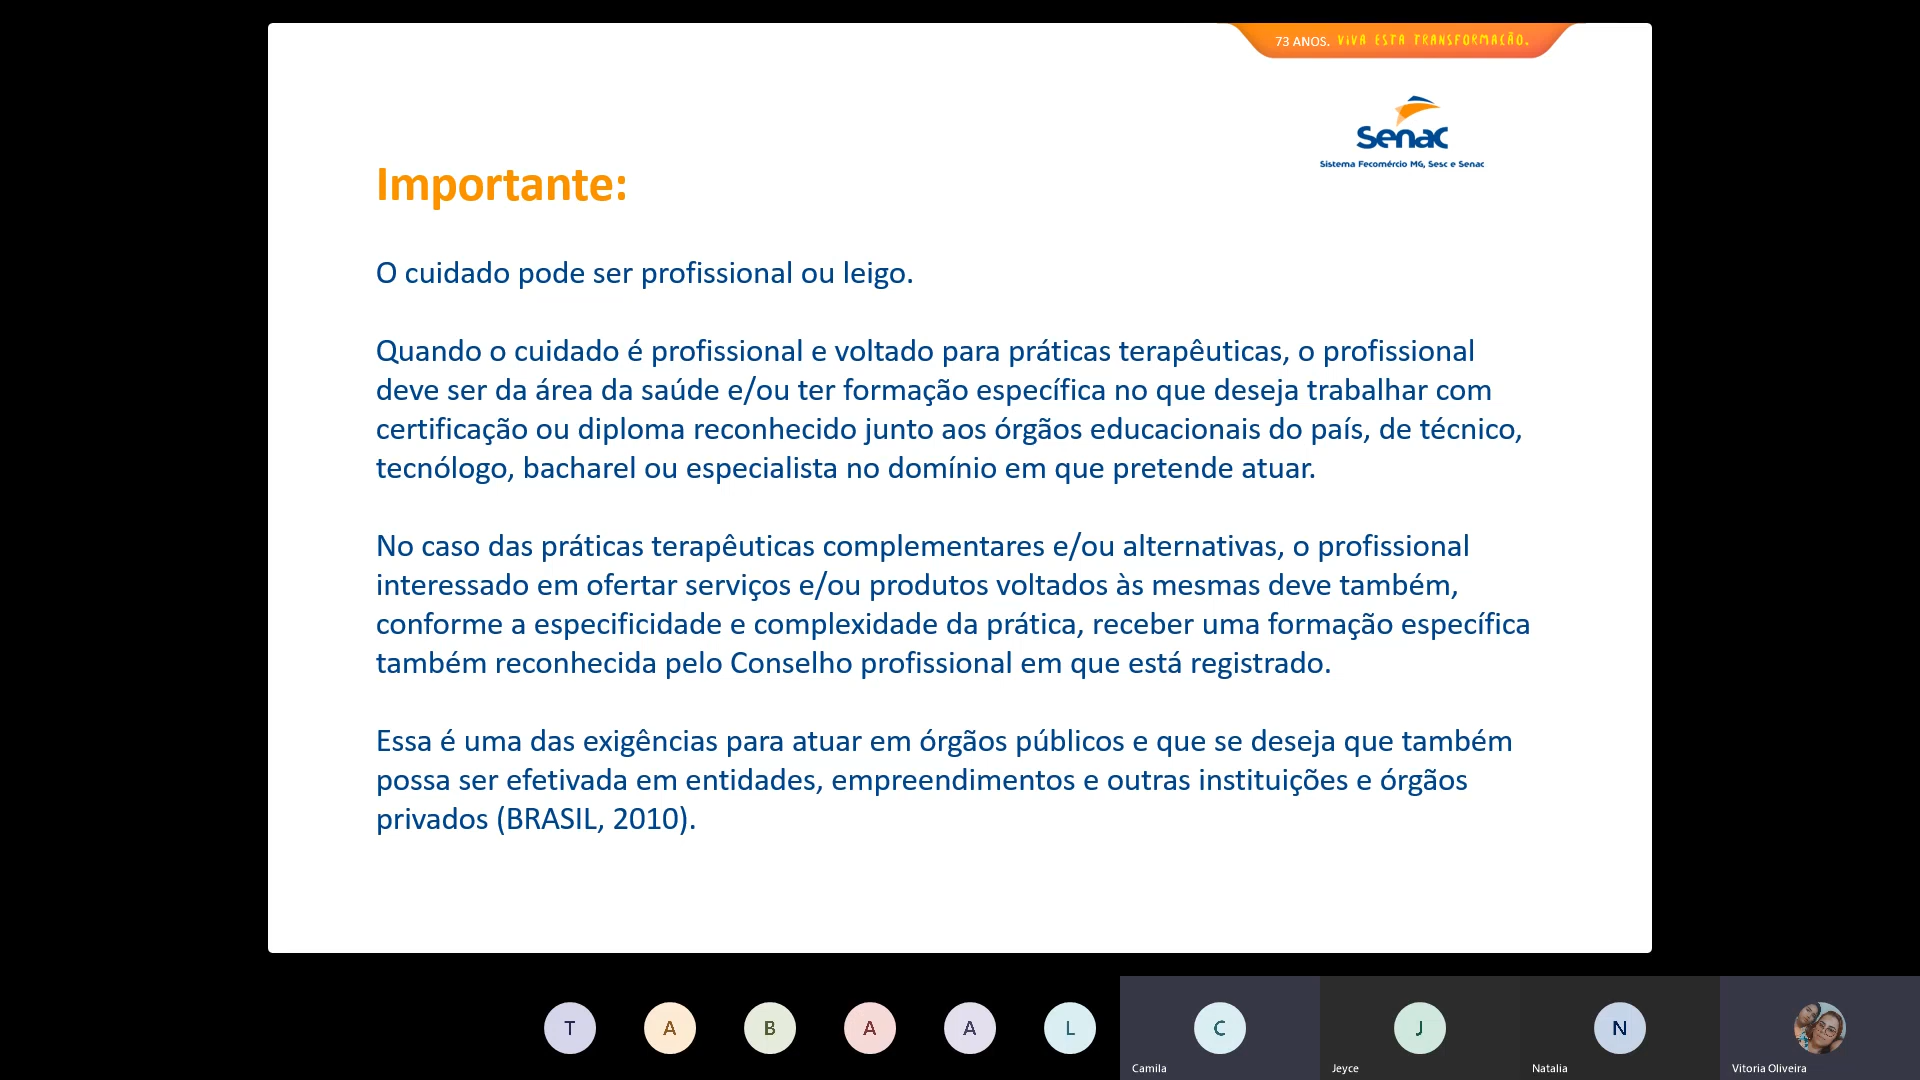 73 ANOS. VIVA ESTA TRANSFORMAÇÃO.
Senac
Sistema Fecomércio MG, Sesc e Senac
Importante:
O cuidado pode ser profissional ou leigo.
Quando o cuidado é profissional e voltado para práticas terapêuticas, o profissional
deve ser da área da saúde e/ou ter formação específica no que deseja trabalhar com
certificação ou diploma reconhecido junto aos órgãos educacionais do país, de técnico,
tecnólogo, bacharel ou especialista no domínio em que pretende atuar.
No caso das práticas terapêuticas complementares e/ou alternativas, o profissional
interessado em ofertar serviços e/ou produtos voltados às mesmas deve também,
conforme a especificidade e complexidade da prática, receber uma formação específica
também reconhecida pelo Conselho profissional em que está registrado.
Essa é uma das exigências para atuar em órgãos públicos e que se deseja que também
possa ser efetivada em entidades, empreendimentos e outras instituições e órgãos
privados (BRASIL, 2010).
T A B A A L C J N
Camila Jeyce Natalia Vitoria Oliveira